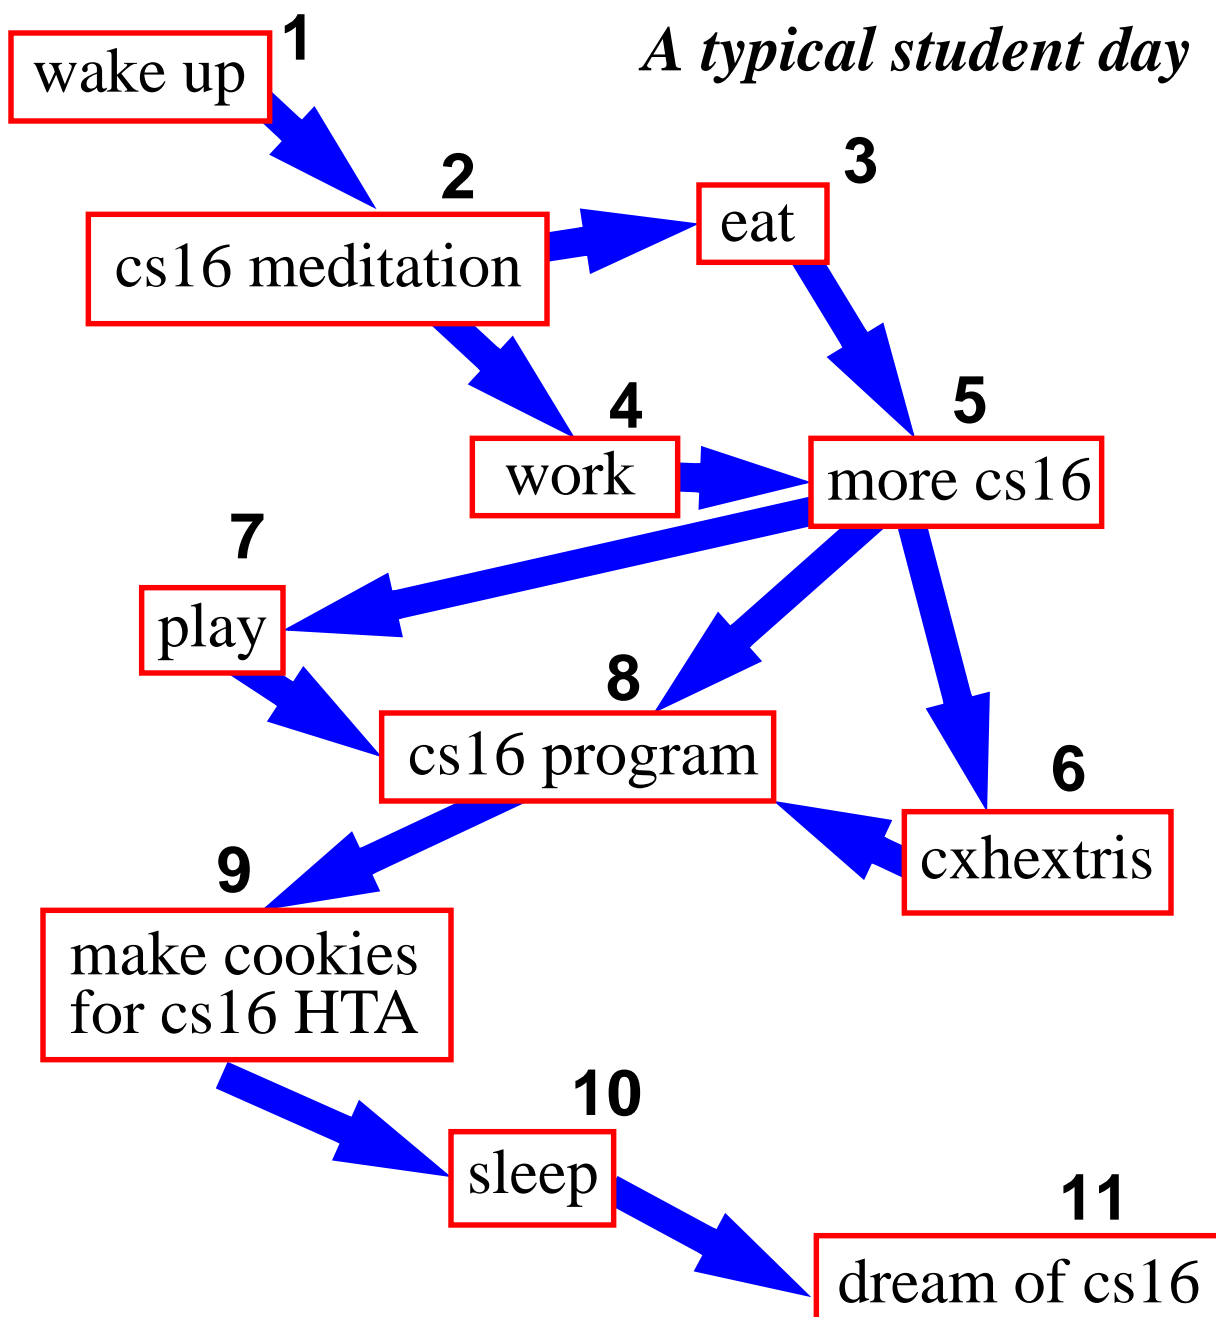 A typical student day
1
wake up
2
cs16 meditation
3
eat
4
work
5
more cs16
7
play
8
cs16 program
6
cxhextris
9
make cookies
for cs16 HTA
10
sleep
11
dream of cs16